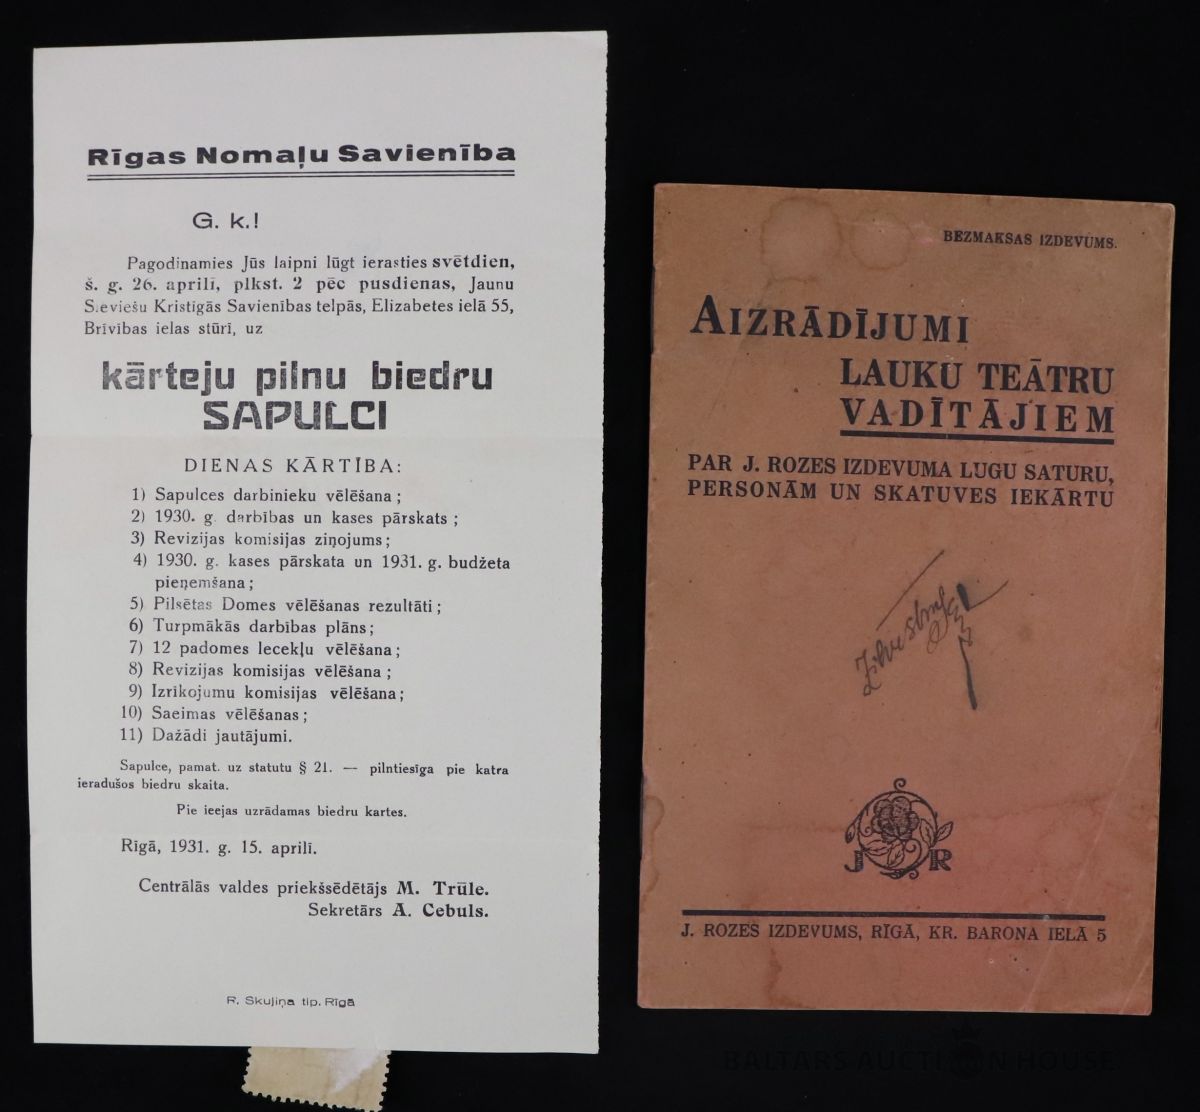 Rīgas Nomaļu Savienība
G. k.!
Pagodinamies Jūs laipni lūgt ierasties svētdien,
š. g. 26. aprilī, plkst. 2 pēc pusdienas, Jaunu
Sieviešu Kristīgās Savienības telpās, Elizabetes ielā 55,
Brīvības ielas stūrī, uz
kārteju pilnu biedru
SAPULCI
DIENAS KĀRTĪBA:
1) Sapulces darbinieku vēlēšana;
2) 1930. g. darbības un kases pārskats;
3) Revizijas komisijas ziņojums;
4) 1930. g. kases pārskata un 1931. g. budžeta
pieņemšana;
5) Pilsētas Domes vēlēšanas rezultāti;
6) Turpmākās darbības plāns;
7) 12 padomes lecekļu vēlēšana;
8) Revizijas komisijas vēlēšana;
9) Izrīkojumu komisijas vēlēšana;
10) Saeimas vēlēšanas;
11) Dažādi jautājumi.
Sapulce, pamat. uz statutu § 21. — pilntiesīga pie katra
ieradušos biedru skaita.
Pie ieejas uzrādamas biedru kartes.
Rīgā, 1931. g. 15. aprilī.
Centrālās valdes priekšsēdētājs M. Trūle.
Sekretārs A. Cebuls.
R. Skuļiņa tip. Rīgā
BEZMAKSAS IZDEVUMS.
AIZRĀDĪJUMI
LAUKU TEĀTRU
VADĪTĀJIEM
PAR J. ROZES IZDEVUMA LUGU SATURU,
PERSONĀM UN SKATUVES IEKĀRTU
J R
J. ROZES IZDEVUMS, RĪGĀ, KR. BARONA IELĀ 5
BALTARS AUCTION HOUSE